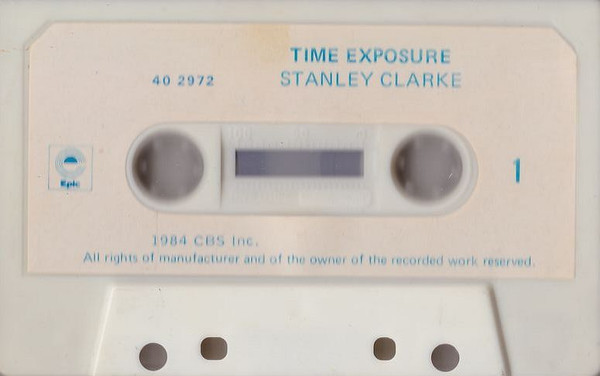 TIME EXPOSURE
40 2972 STANLEY CLARKE
Epic
1
1984 CBS Inc.
All rights of manufacturer and of the owner of the recorded work reserved.